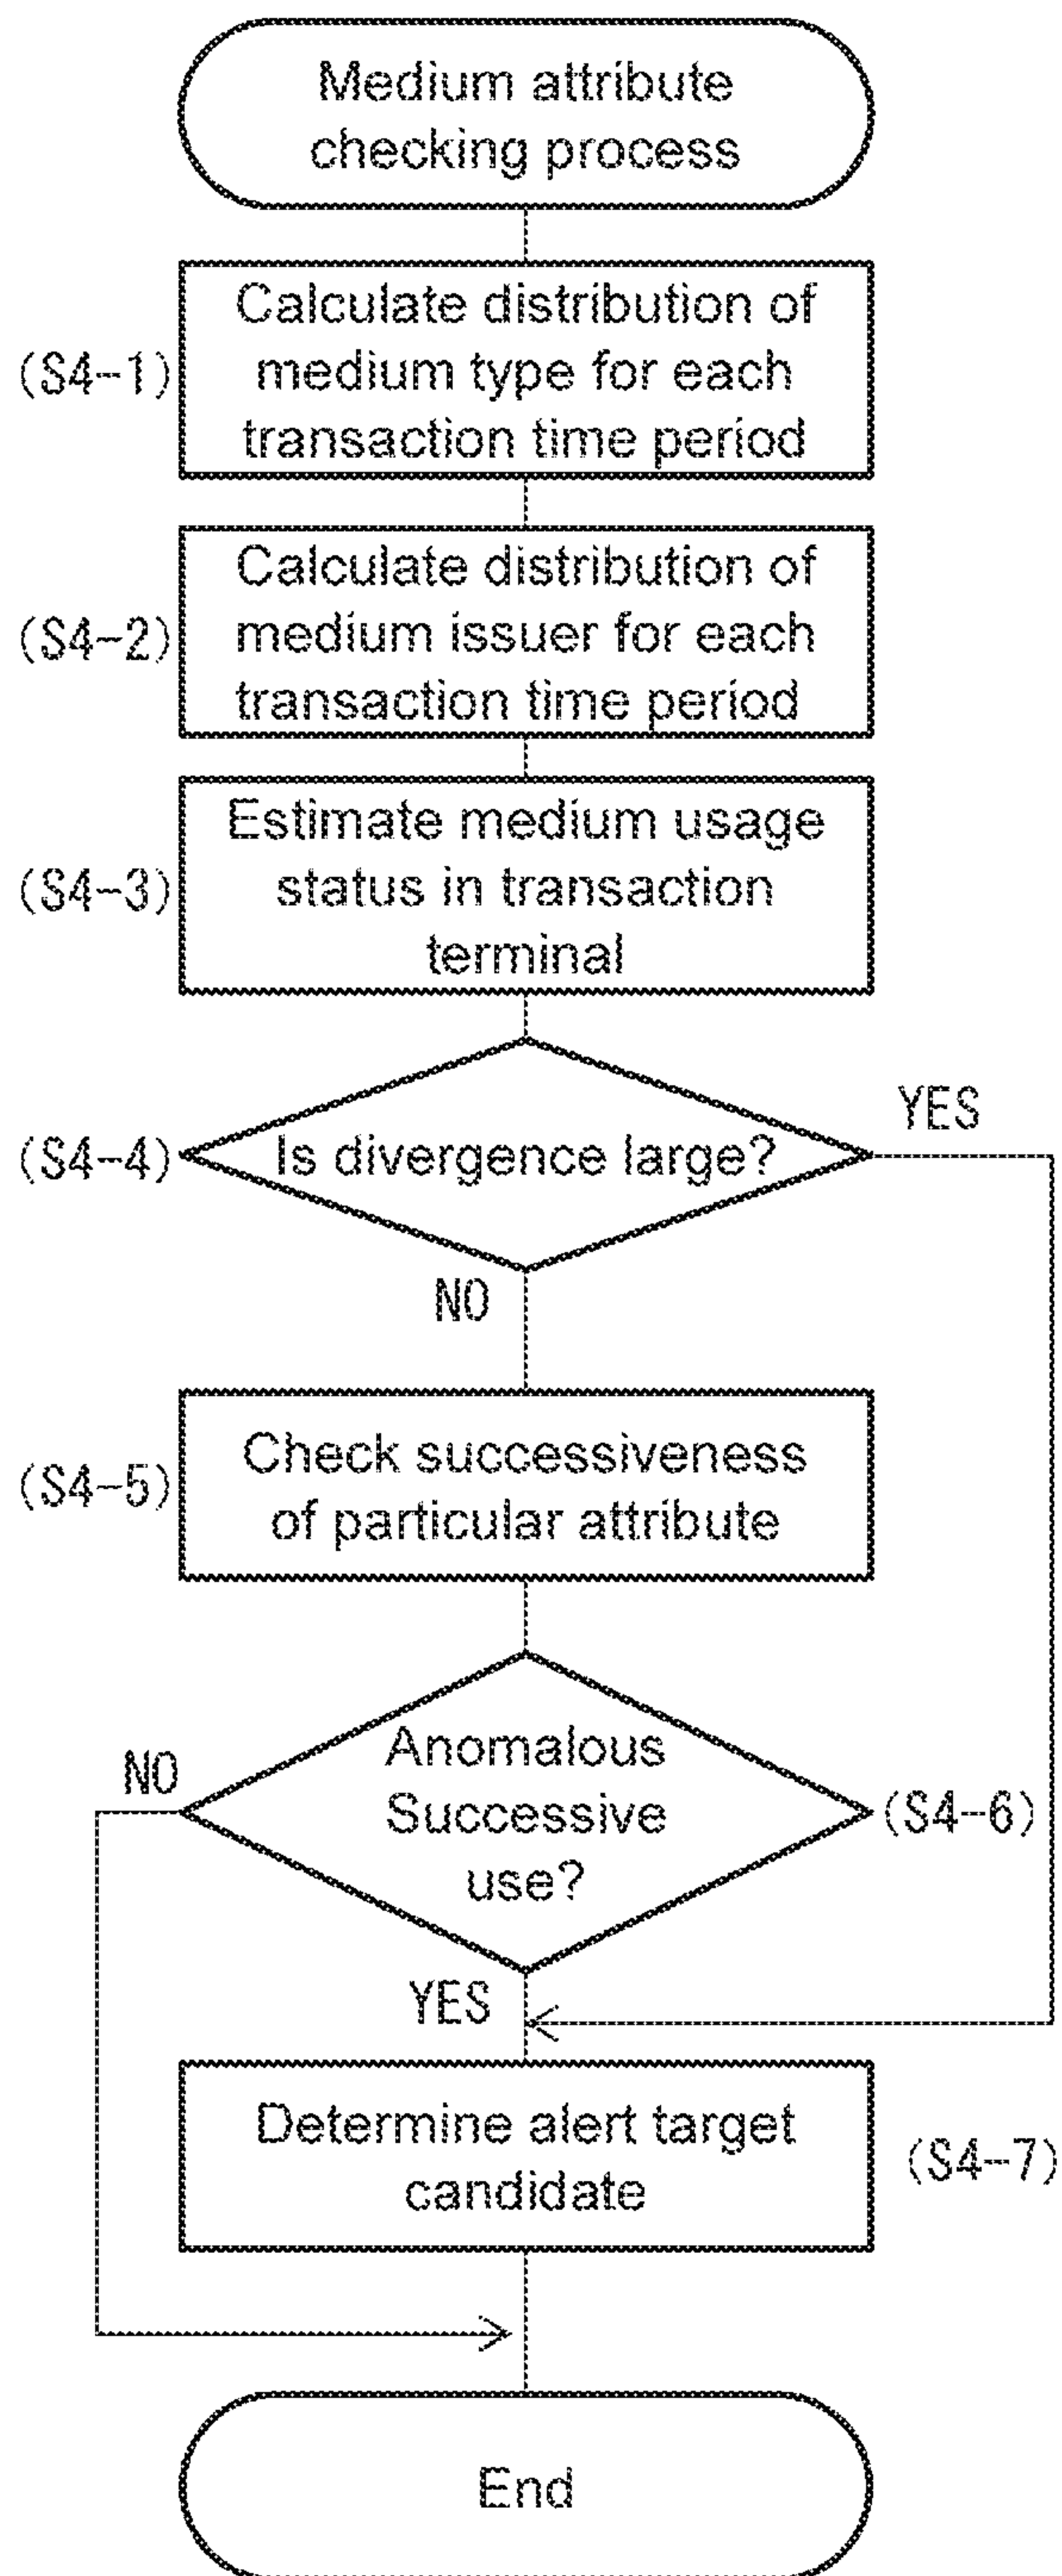 Medium attribute
checking process
(S4-1)
Calculate distribution of
medium type for each
transaction time period
(S4-2)
Calculate distribution of
medium issuer for each
transaction time period
(S4-3)
Estimate medium usage
status in transaction
terminal
(S4-4)
Is divergence large?
YES
NO
(S4-5)
Check successiveness
of particular attribute
NO
Anomalous
Successive
use?
(S4-6)
YES
Determine alert target
candidate
(S4-7)
End